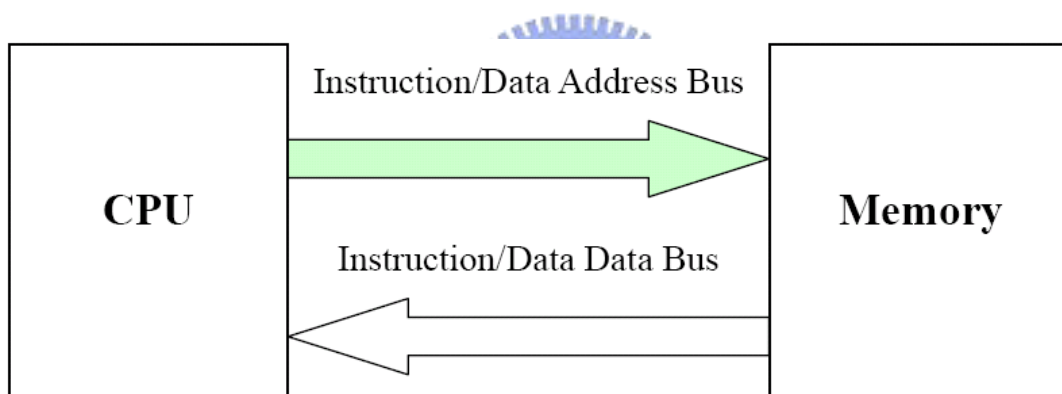 Instruction/Data Address Bus
CPU
Memory
Instruction/Data Data Bus